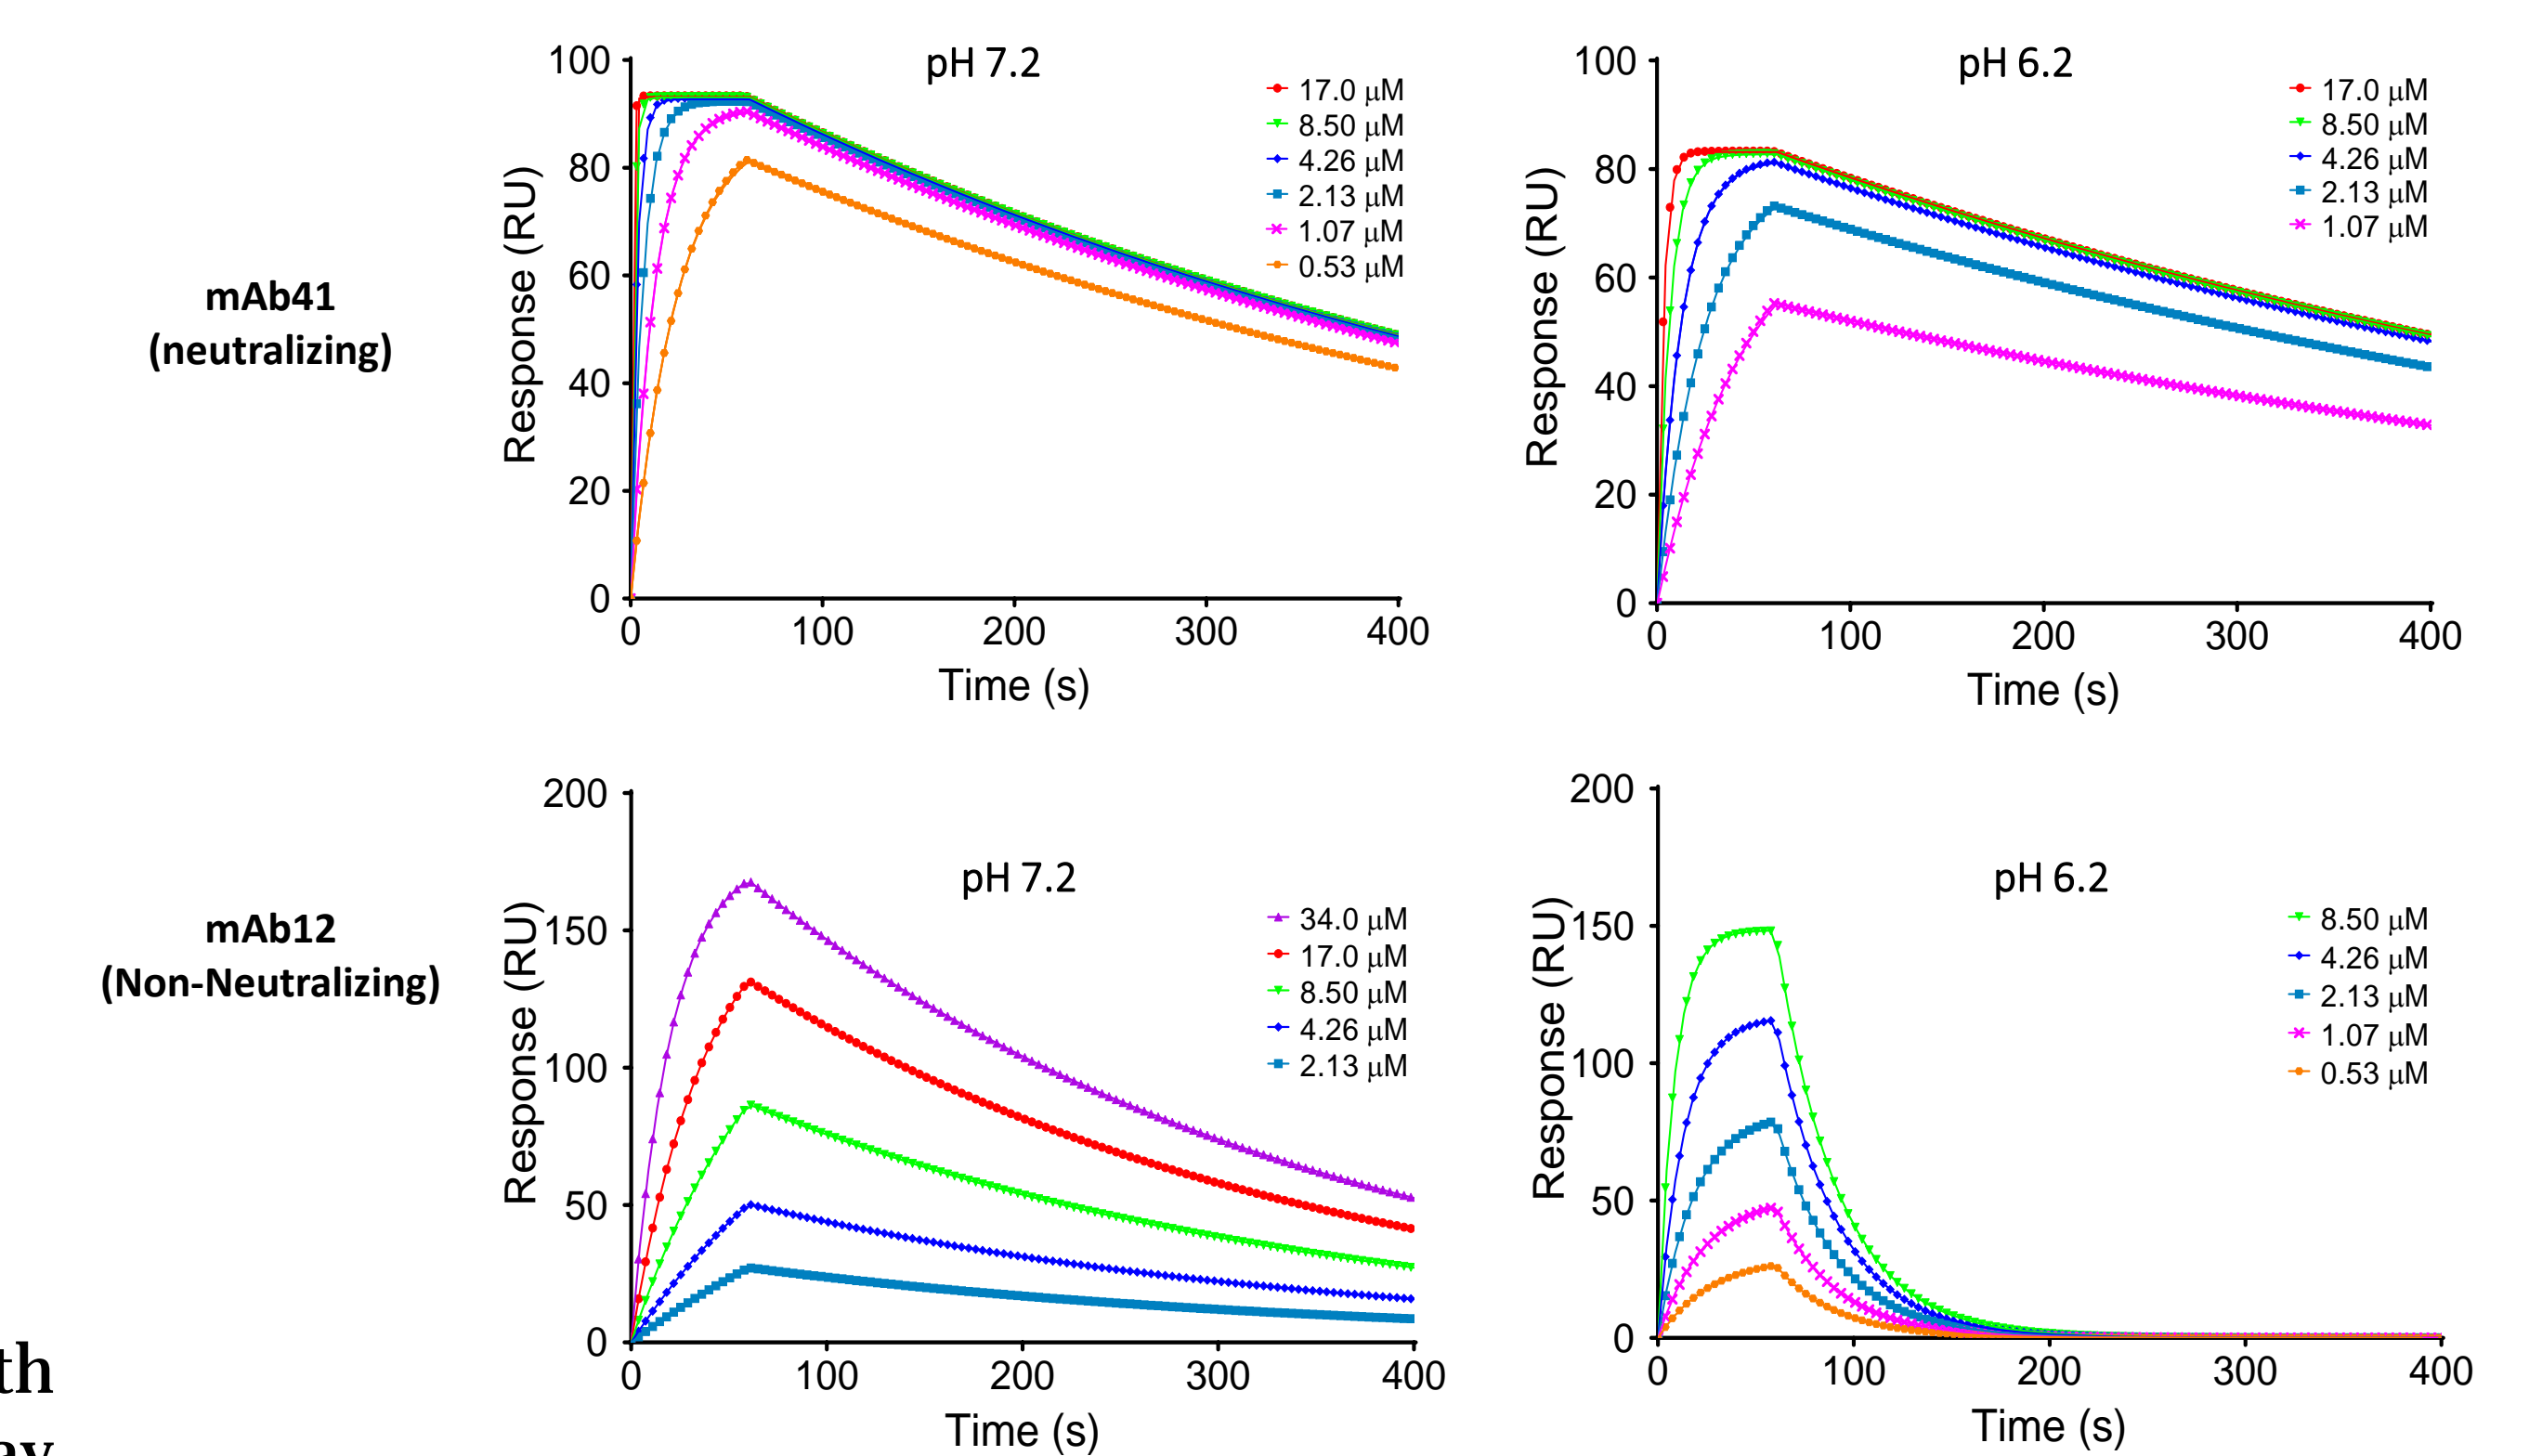 mAb41
(neutralizing)
pH 7.2
Response (RU)
100
80
60
40
20
0
0 100 200 300 400
Time (s)
17.0 μM
8.50 μM
4.26 μM
2.13 μM
1.07 μM
0.53 μM
pH 6.2
Response (RU)
100
80
60
40
20
0
0 100 200 300 400
Time (s)
17.0 μM
8.50 μM
4.26 μM
2.13 μM
1.07 μM
mAb12
(Non-Neutralizing)
pH 7.2
Response (RU)
200
150
100
50
0
0 100 200 300 400
Time (s)
34.0 μM
17.0 μM
8.50 μM
4.26 μM
2.13 μM
pH 6.2
Response (RU)
200
150
100
50
0
0 100 200 300 400
Time (s)
8.50 μM
4.26 μM
2.13 μM
1.07 μM
0.53 μM
th